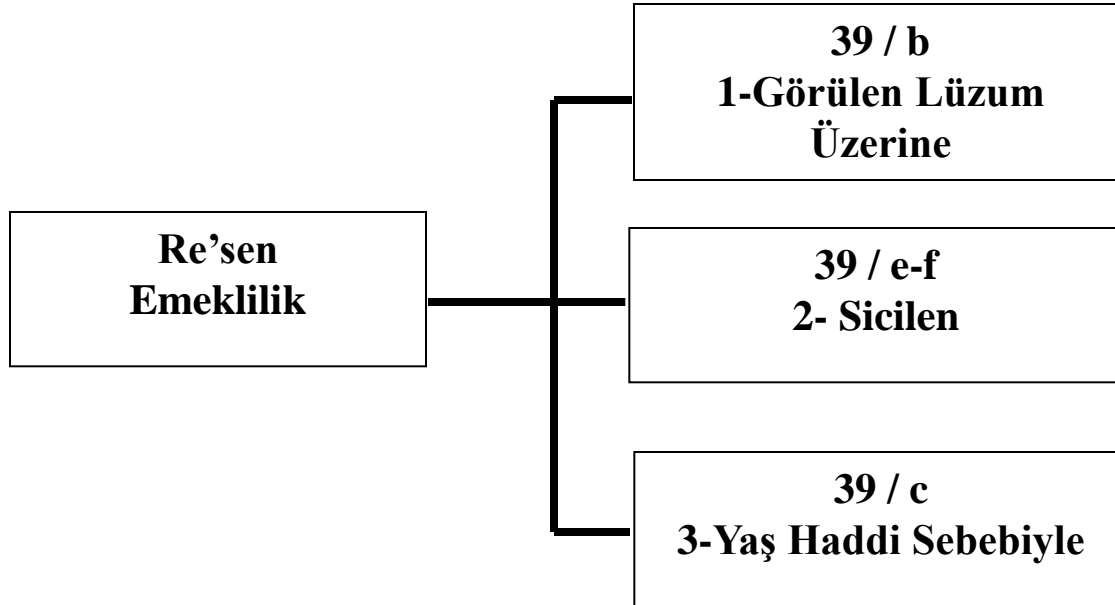 Re’sen
Emeklilik
39 / b
1-Görülen Lüzum
Üzerine
39 / e-f
2- Sicilen
39 / c
3-Yaş Haddi Sebebiyle